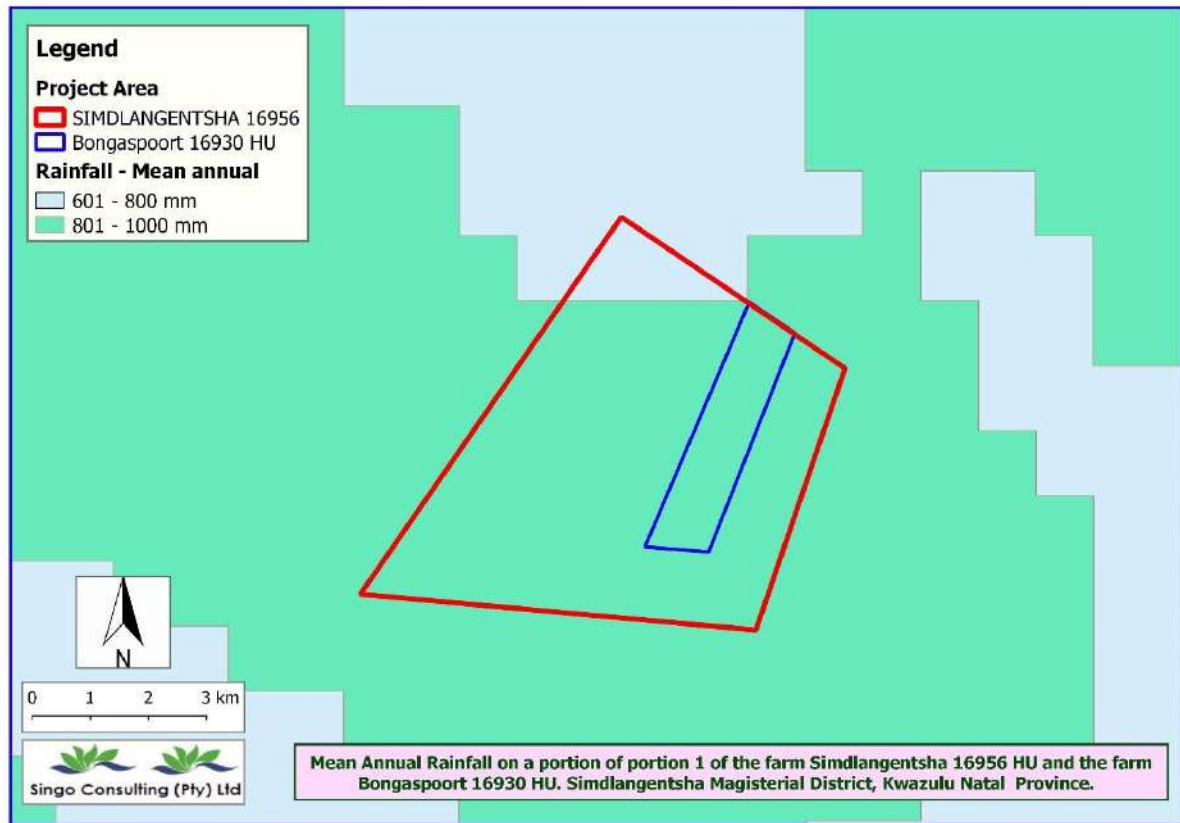 Legend
Project Area
SIMDLANGENTSHA 16956
Bongaspoort 16930 HU
Rainfall - Mean annual
601 - 800 mm
801 - 1000 mm
N
0 1 2 3 km
Singo Consulting (Pty) Ltd
Mean Annual Rainfall on a portion of portion 1 of the farm Simdlangentsha 16956 HU and the farm
Bongaspoort 16930 HU. Simdlangentsha Magisterial District, Kwazulu Natal Province.